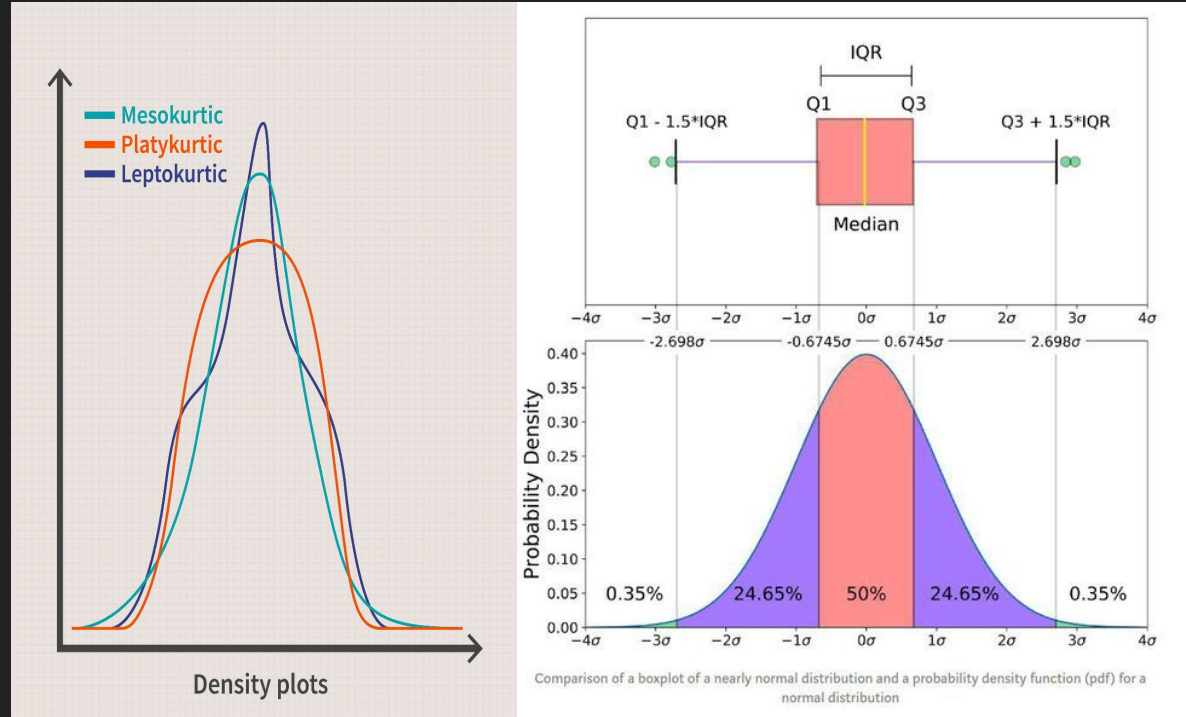 Mesokurtic
Platykurtic
Leptokurtic
Density plots
IQR
Q1 Q3
Q1 - 1.5*IQR Q3 + 1.5*IQR
Median
−4σ −3σ −2σ −1σ 0σ 1σ 2σ 3σ 4σ
-2.698σ -0.6745σ 0.6745σ 2.698σ
Probability Density
0.40
0.35
0.30
0.25
0.20
0.15
0.10
0.05
0.00
0.35% 24.65% 50% 24.65% 0.35%
−4σ −3σ −2σ −1σ 0σ 1σ 2σ 3σ 4σ
Comparison of a boxplot of a nearly normal distribution and a probability density function (pdf) for a
normal distribution